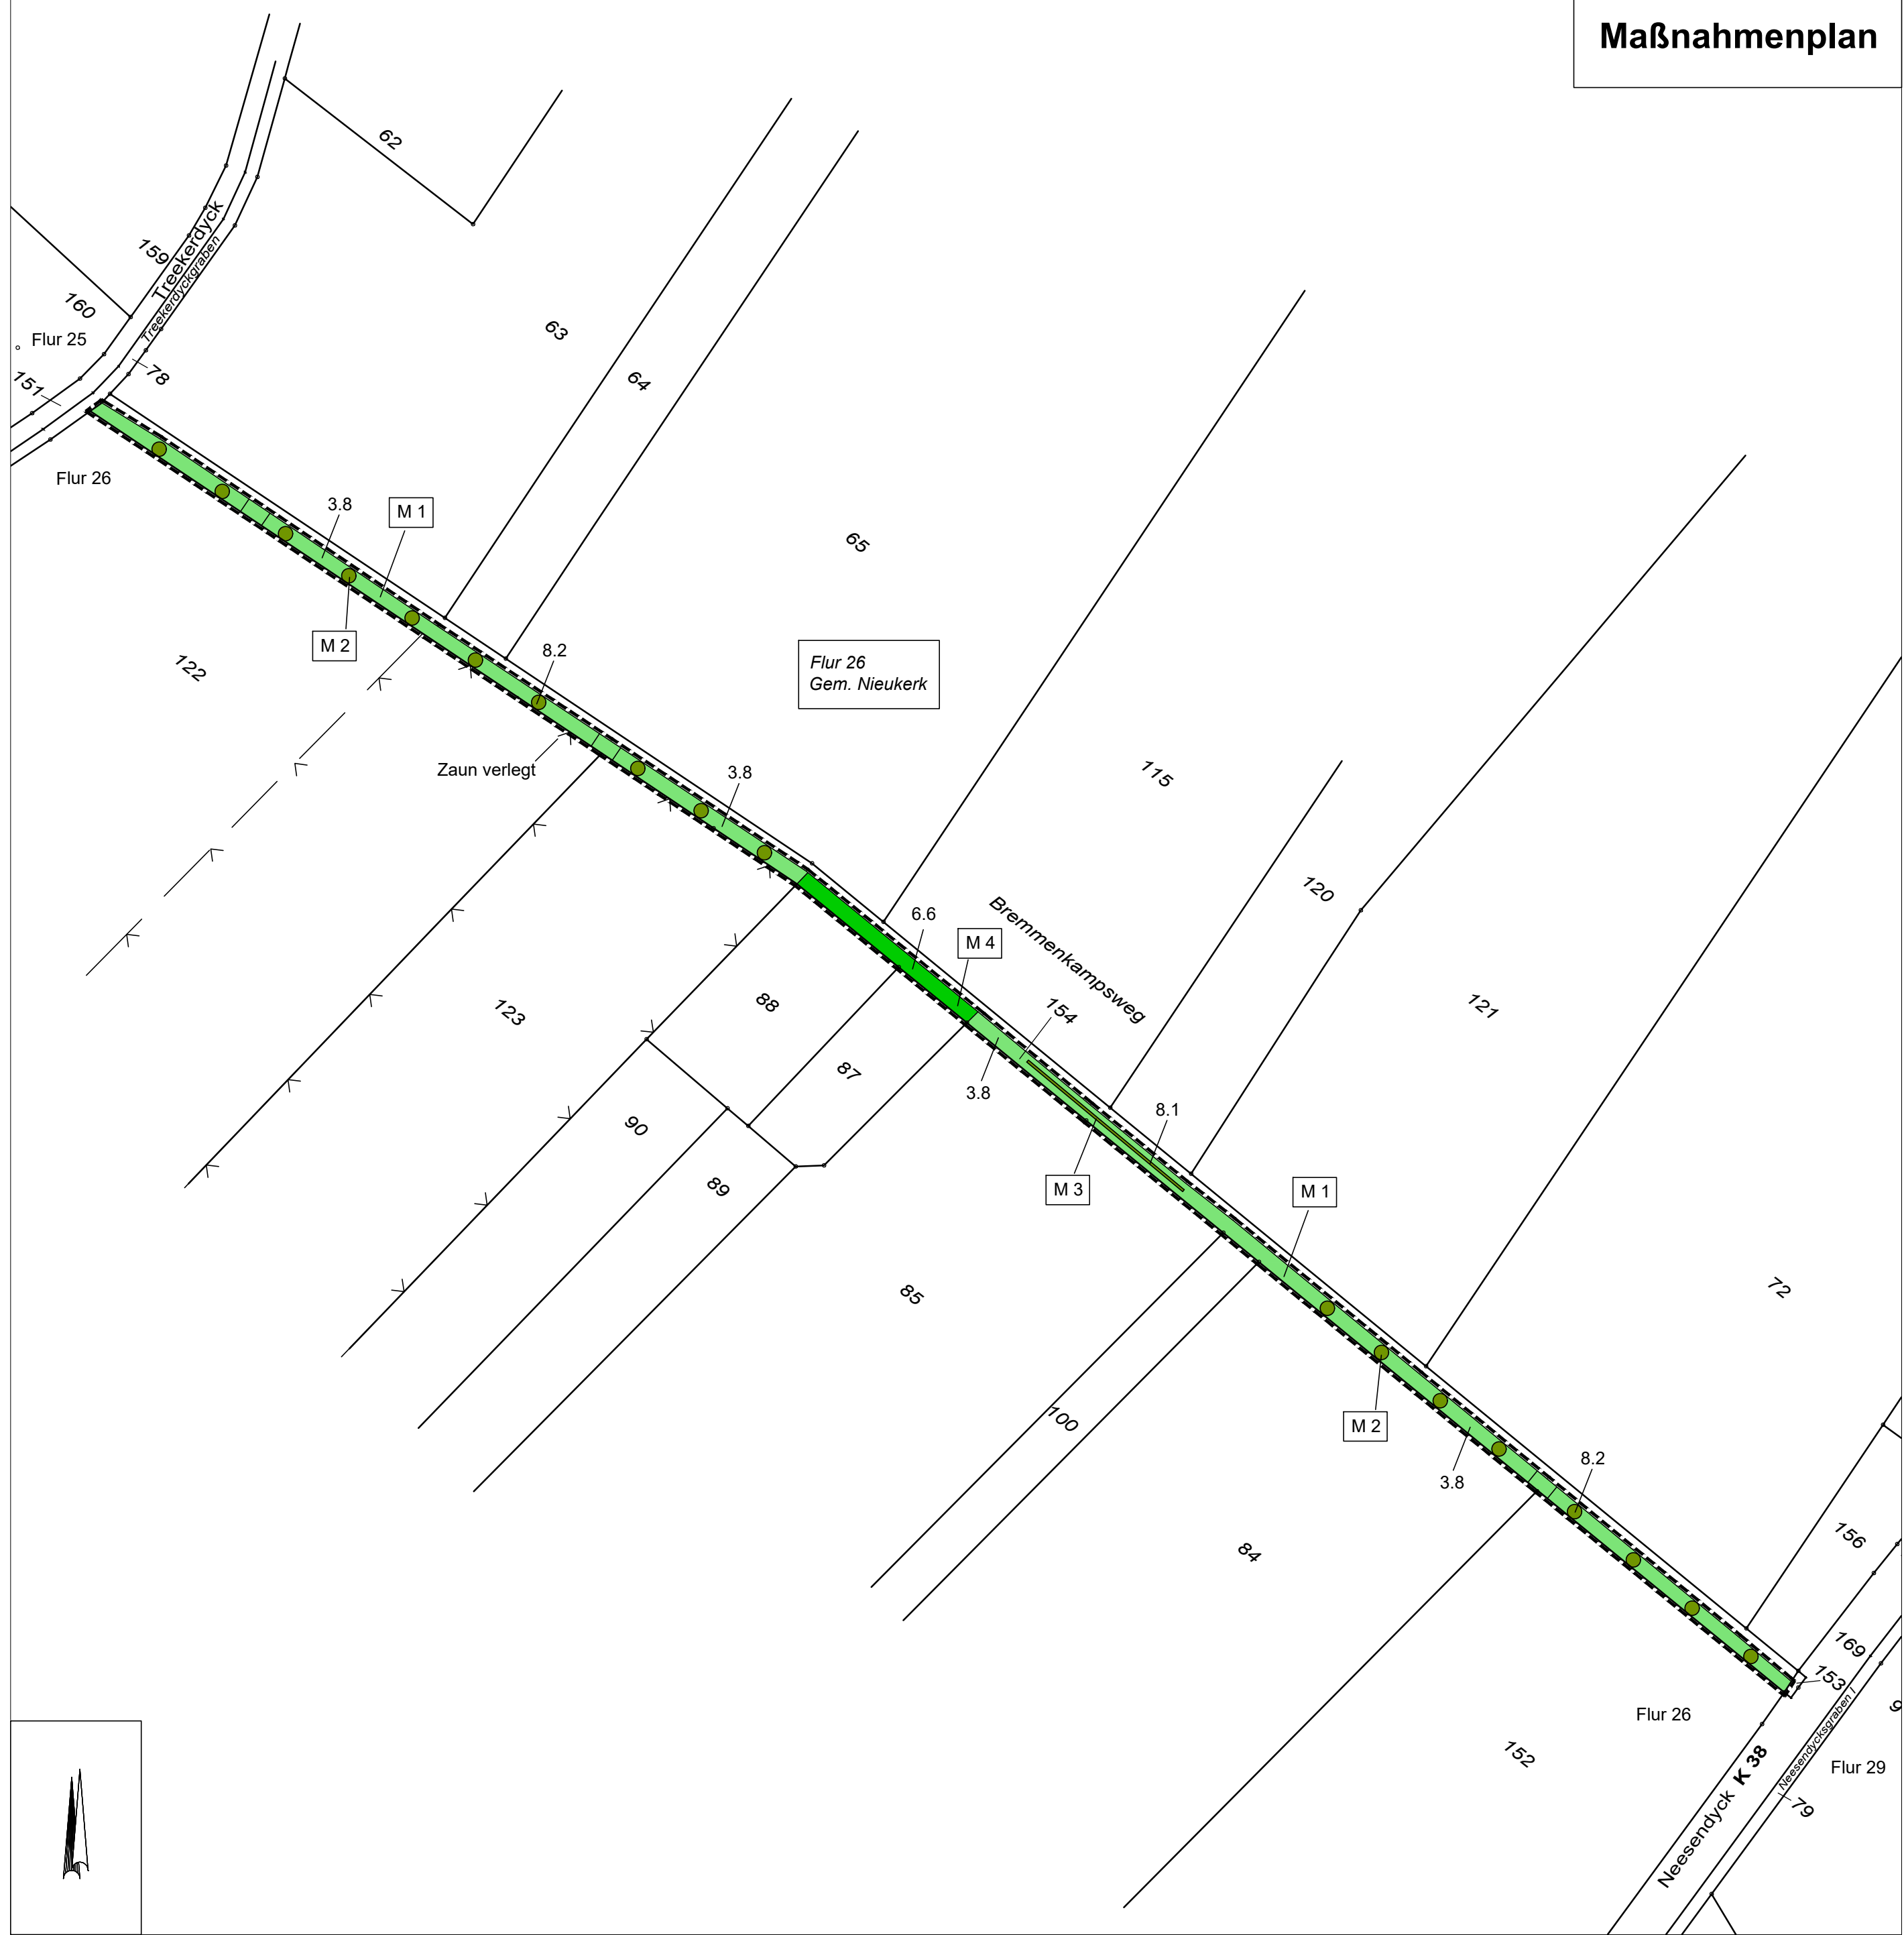 Maßnahmenplan
62
159
Treekerdyck
Treekerdyckgraben
160
Flur 25
151
78
63
64
Flur 26
3.8
M 1
65
M 2
8.2
122
Flur 26
Gem. Nieukerk
Zaun verlegt
3.8
115
120
6.6
M 4
Bremmenkampsweg
88
154
123
121
87
3.8
8.1
90
M 3
89
M 1
85
72
100
M 2
3.8
8.2
84
156
169
153
Flur 26
9
152
Neesendycksgraben I
Neesendyck K 38
Flur 29
79